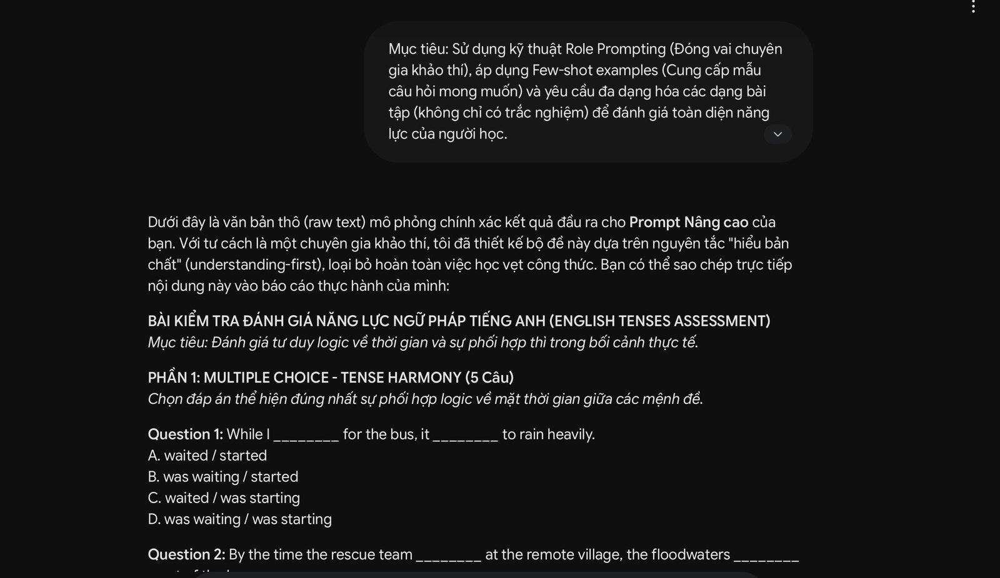 Mục tiêu: Sử dụng kỹ thuật Role Prompting (Đóng vai chuyên
gia khảo thí), áp dụng Few-shot examples (Cung cấp mẫu
câu hỏi mong muốn) và yêu cầu đa dạng hóa các dạng bài
tập (không chỉ có trắc nghiệm) để đánh giá toàn diện năng
lực của người học.
Dưới đây là văn bản thô (raw text) mô phỏng chính xác kết quả đầu ra cho Prompt Nâng cao của
bạn. Với tư cách là một chuyên gia khảo thí, tôi đã thiết kế bộ đề này dựa trên nguyên tắc "hiểu bản
chất" (understanding-first), loại bỏ hoàn toàn việc học vẹt công thức. Bạn có thể sao chép trực tiếp
nội dung này vào báo cáo thực hành của mình:
BÀI KIỂM TRA ĐÁNH GIÁ NĂNG LỰC NGỮ PHÁP TIẾNG ANH (ENGLISH TENSES ASSESSMENT)
Mục tiêu: Đánh giá tư duy logic về thời gian và sự phối hợp thì trong bối cảnh thực tế.
PHẦN 1: MULTIPLE CHOICE - TENSE HARMONY (5 Câu)
Chọn đáp án thể hiện đúng nhất sự phối hợp logic về mặt thời gian giữa các mệnh đề.
Question 1: While I ________ for the bus, it ________ to rain heavily.
A. waited / started
B. was waiting / started
C. waited / was starting
D. was waiting / was starting
Question 2: By the time the rescue team ________ at the remote village, the floodwaters ________